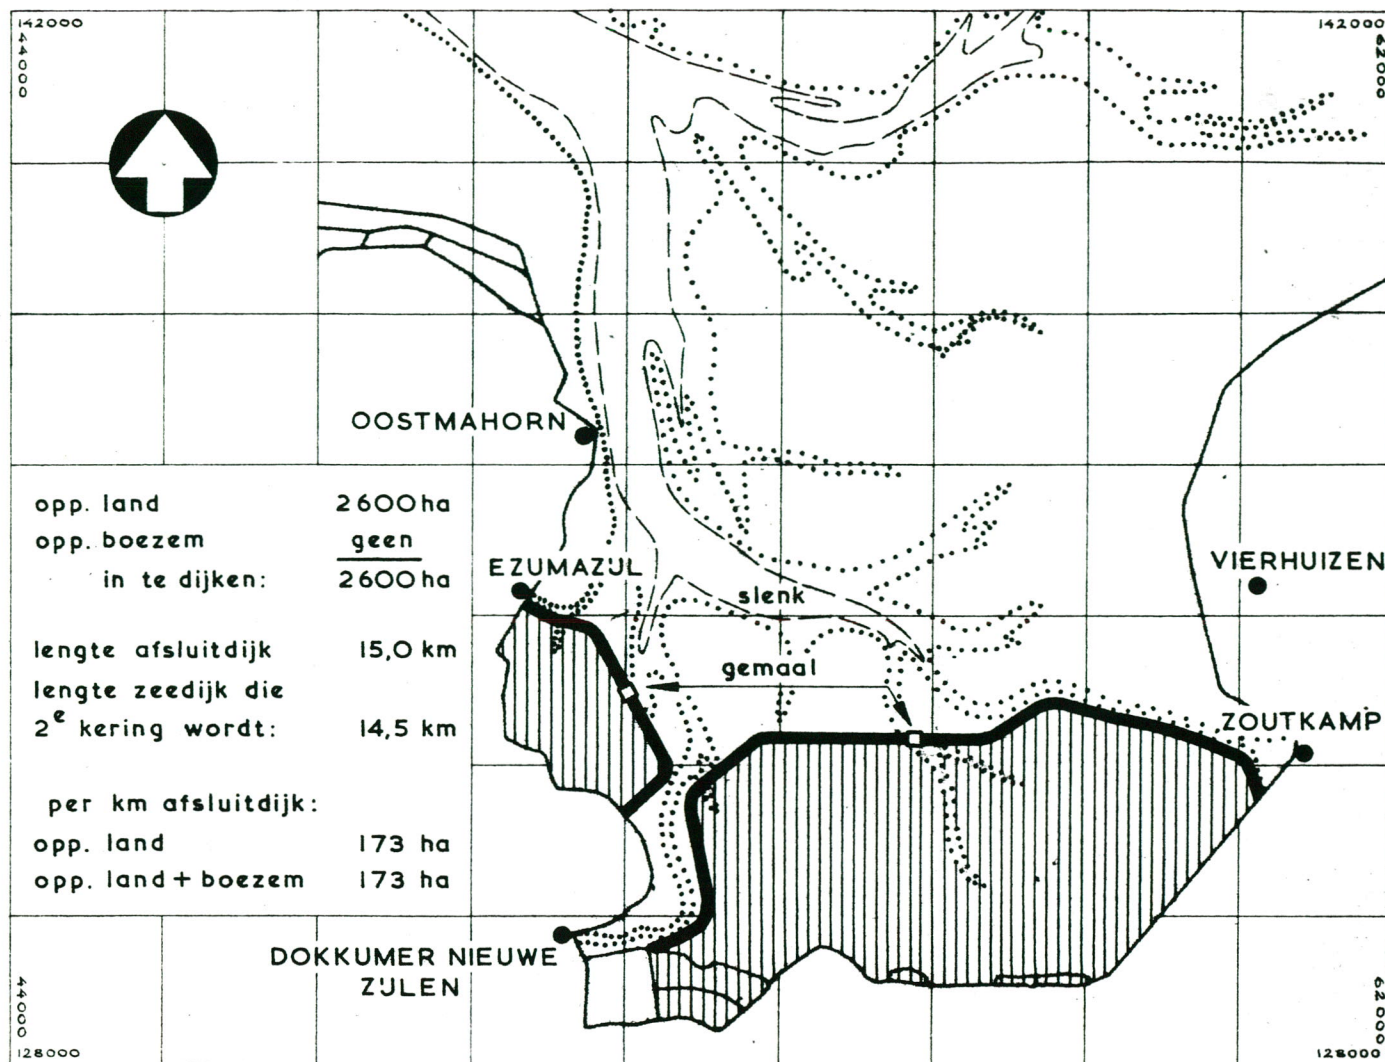 142000
142000
44000
62000
OOSTMAHORN
opp. land 2600 ha
opp. boezem geen
in te dijken: 2600 ha
EZUMAZIJL
VIERHUIZEN
slenk
lengte afsluitdijk 15,0 km
lengte zeedijk die
2e kering wordt: 14,5 km
gemaal
ZOUTKAMP
per km afsluitdijk:
opp. land 173 ha
opp. land + boezem 173 ha
DOKKUMER NIEUWE
ZIJLEN
44000
62000
128000
128000